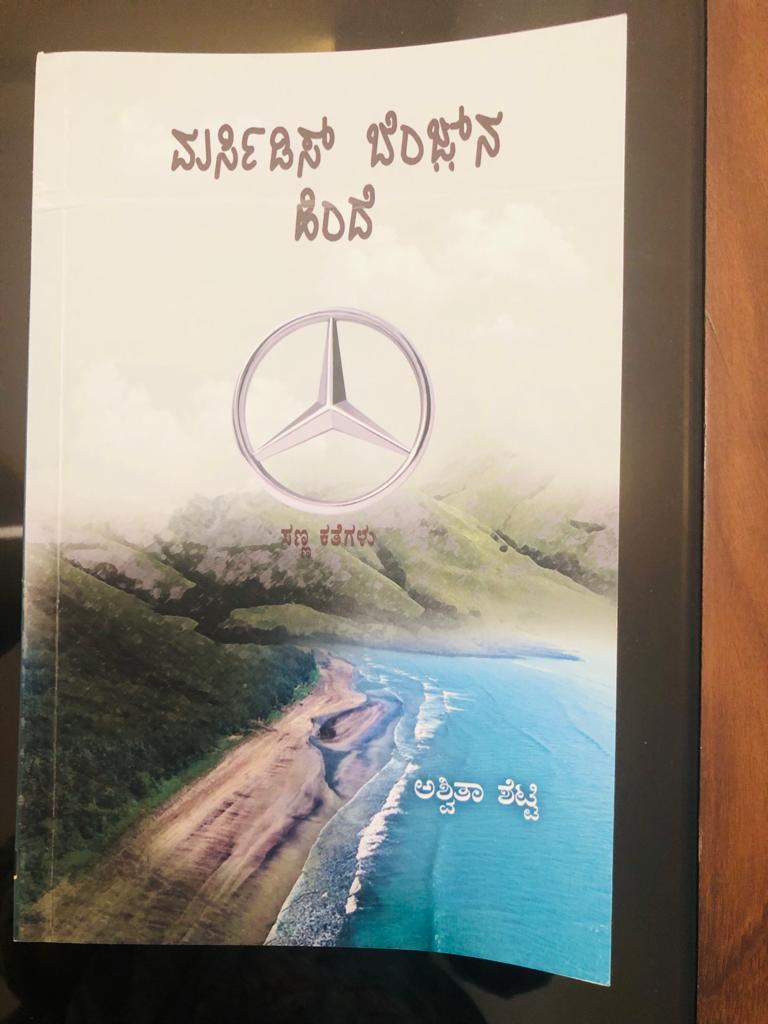 ಮರ್ಸಿಡಿಸ್ ಬೆಂಜ಼್‌ನ
ಹಿಂದೆ
ಸಣ್ಣ ಕತೆಗಳು
ಅಶ್ವಿತಾ ಶೆಟ್ಟಿ